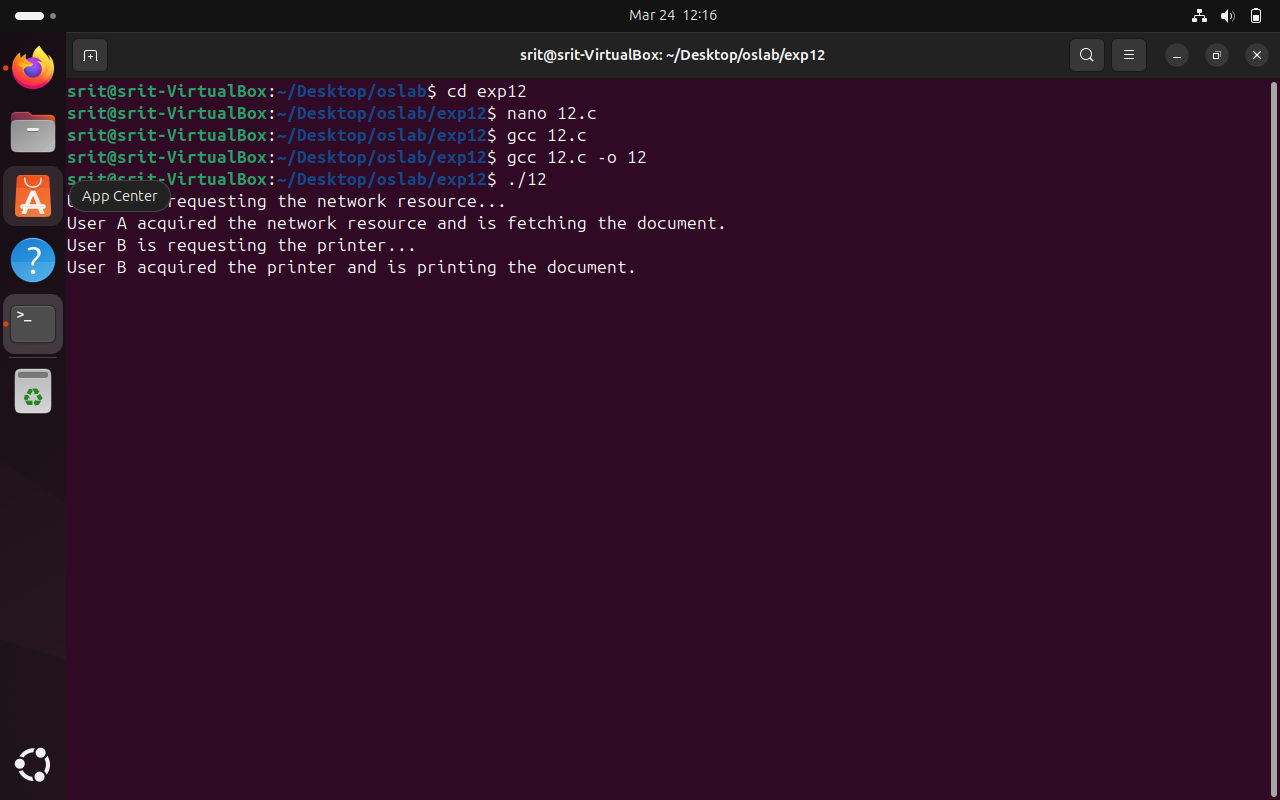 Mar 24 12:16
srit@srit-VirtualBox: ~/Desktop/oslab/exp12
srit@srit-VirtualBox:~/Desktop/oslab$ cd exp12
srit@srit-VirtualBox:~/Desktop/oslab/exp12$ nano 12.c
srit@srit-VirtualBox:~/Desktop/oslab/exp12$ gcc 12.c
srit@srit-VirtualBox:~/Desktop/oslab/exp12$ gcc 12.c -o 12
srit@srit-VirtualBox:~/Desktop/oslab/exp12$ ./12
App Center
requesting the network resource...
User A acquired the network resource and is fetching the document.
User B is requesting the printer...
User B acquired the printer and is printing the document.